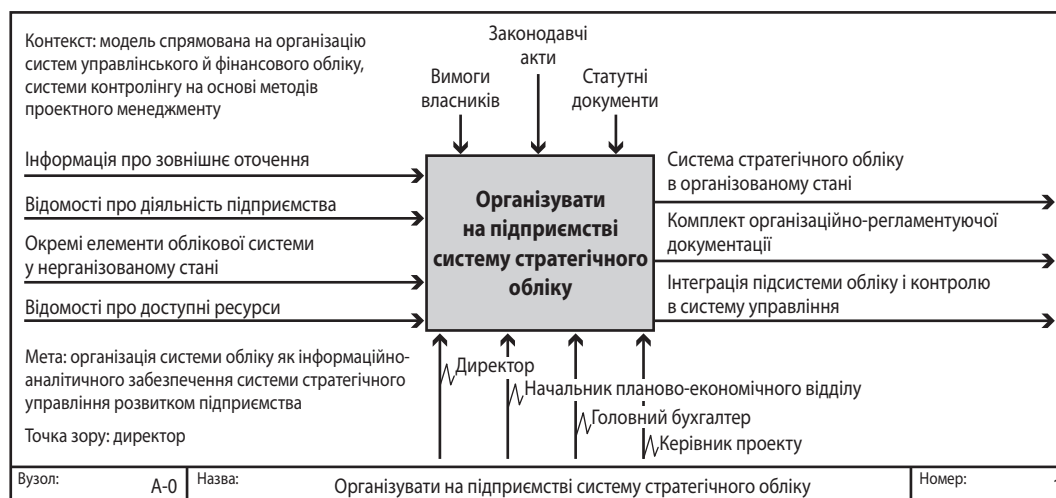 Контекст: модель спрямована на організацію
систем управлінського й фінансового обліку,
системи контролінгу на основі методів
проектного менеджменту
Законодавчі
акти
Вимоги
власників
Статутні
документи
Інформація про зовнішнє оточення
Відомості про діяльність підприємства
Окремі елементи облікової системи
у нерганізованому стані
Відомості про доступні ресурси
Організувати
на підприємстві
систему стратегічного
обліку
Система стратегічного обліку
в організованому стані
Комплект організаційно-регламентуючої
документації
Інтеграція підсистеми обліку і контролю
в систему управління
Мета: організація системи обліку як інформаційно-
аналітичного забезпечення системи стратегічного
управління розвитком підприємства
Точка зору: директор
Директор
Начальник планово-економічного відділу
Головний бухгалтер
Керівник проекту
Вузол: A-0
Назва: Організувати на підприємстві систему стратегічного обліку
Номер: